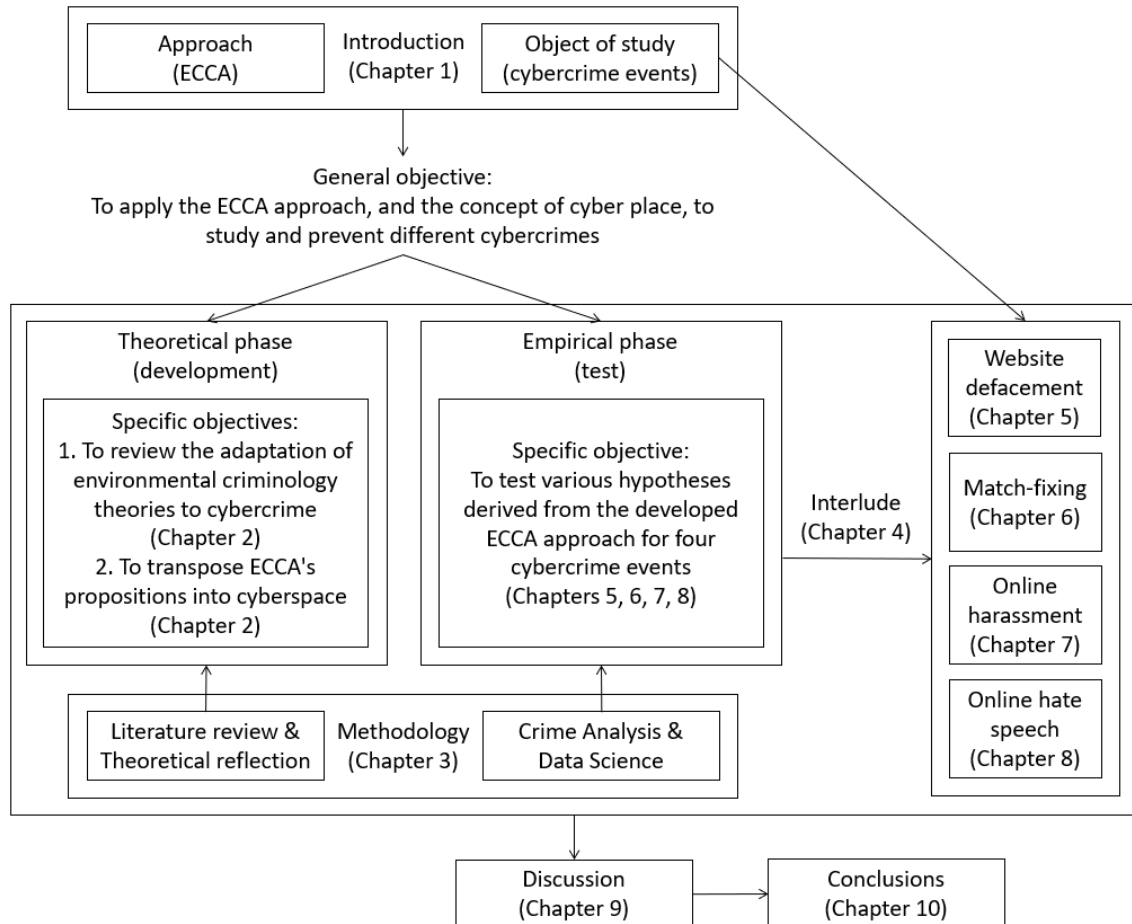 Approach
(ECCA)
Introduction
(Chapter 1)
Object of study
(cybercrime events)
General objective:
To apply the ECCA approach, and the concept of cyber place, to
study and prevent different cybercrimes
Theoretical phase
(development)
Specific objectives:
1. To review the adaptation of
environmental criminology
theories to cybercrime
(Chapter 2)
2. To transpose ECCA's
propositions into cyberspace
(Chapter 2)
Empirical phase
(test)
Specific objective:
To test various hypotheses
derived from the developed
ECCA approach for four
cybercrime events
(Chapters 5, 6, 7, 8)
Interlude
(Chapter 4)
Website
defacement
(Chapter 5)
Match-fixing
(Chapter 6)
Online
harassment
(Chapter 7)
Online hate
speech
(Chapter 8)
Literature review &
Theoretical reflection
Methodology
(Chapter 3)
Crime Analysis &
Data Science
Discussion
(Chapter 9)
Conclusions
(Chapter 10)